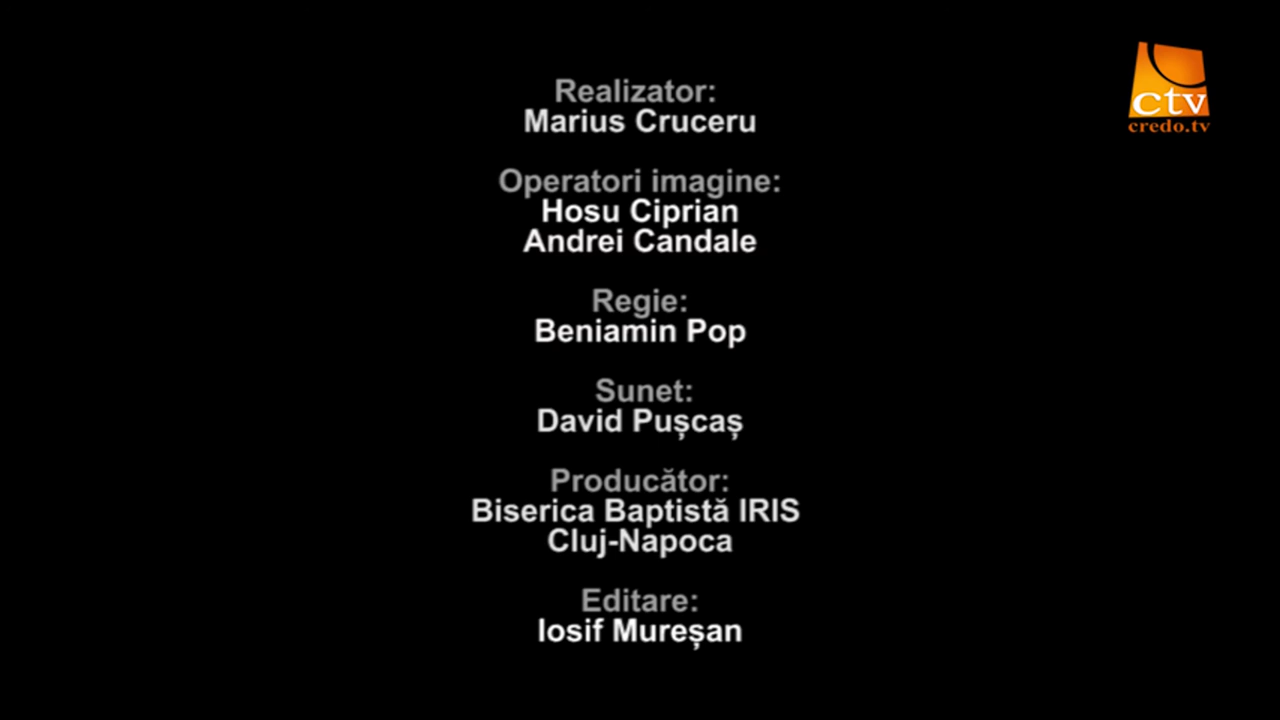 Realizator:
Marius Cruceru
Operatori imagine:
Hosu Ciprian
Andrei Candale
Regie:
Beniamin Pop
Sunet:
David Pușcaș
Producător:
Biserica Baptistă IRIS
Cluj-Napoca
Editare:
Iosif Mureșan
ctv
credo.tv